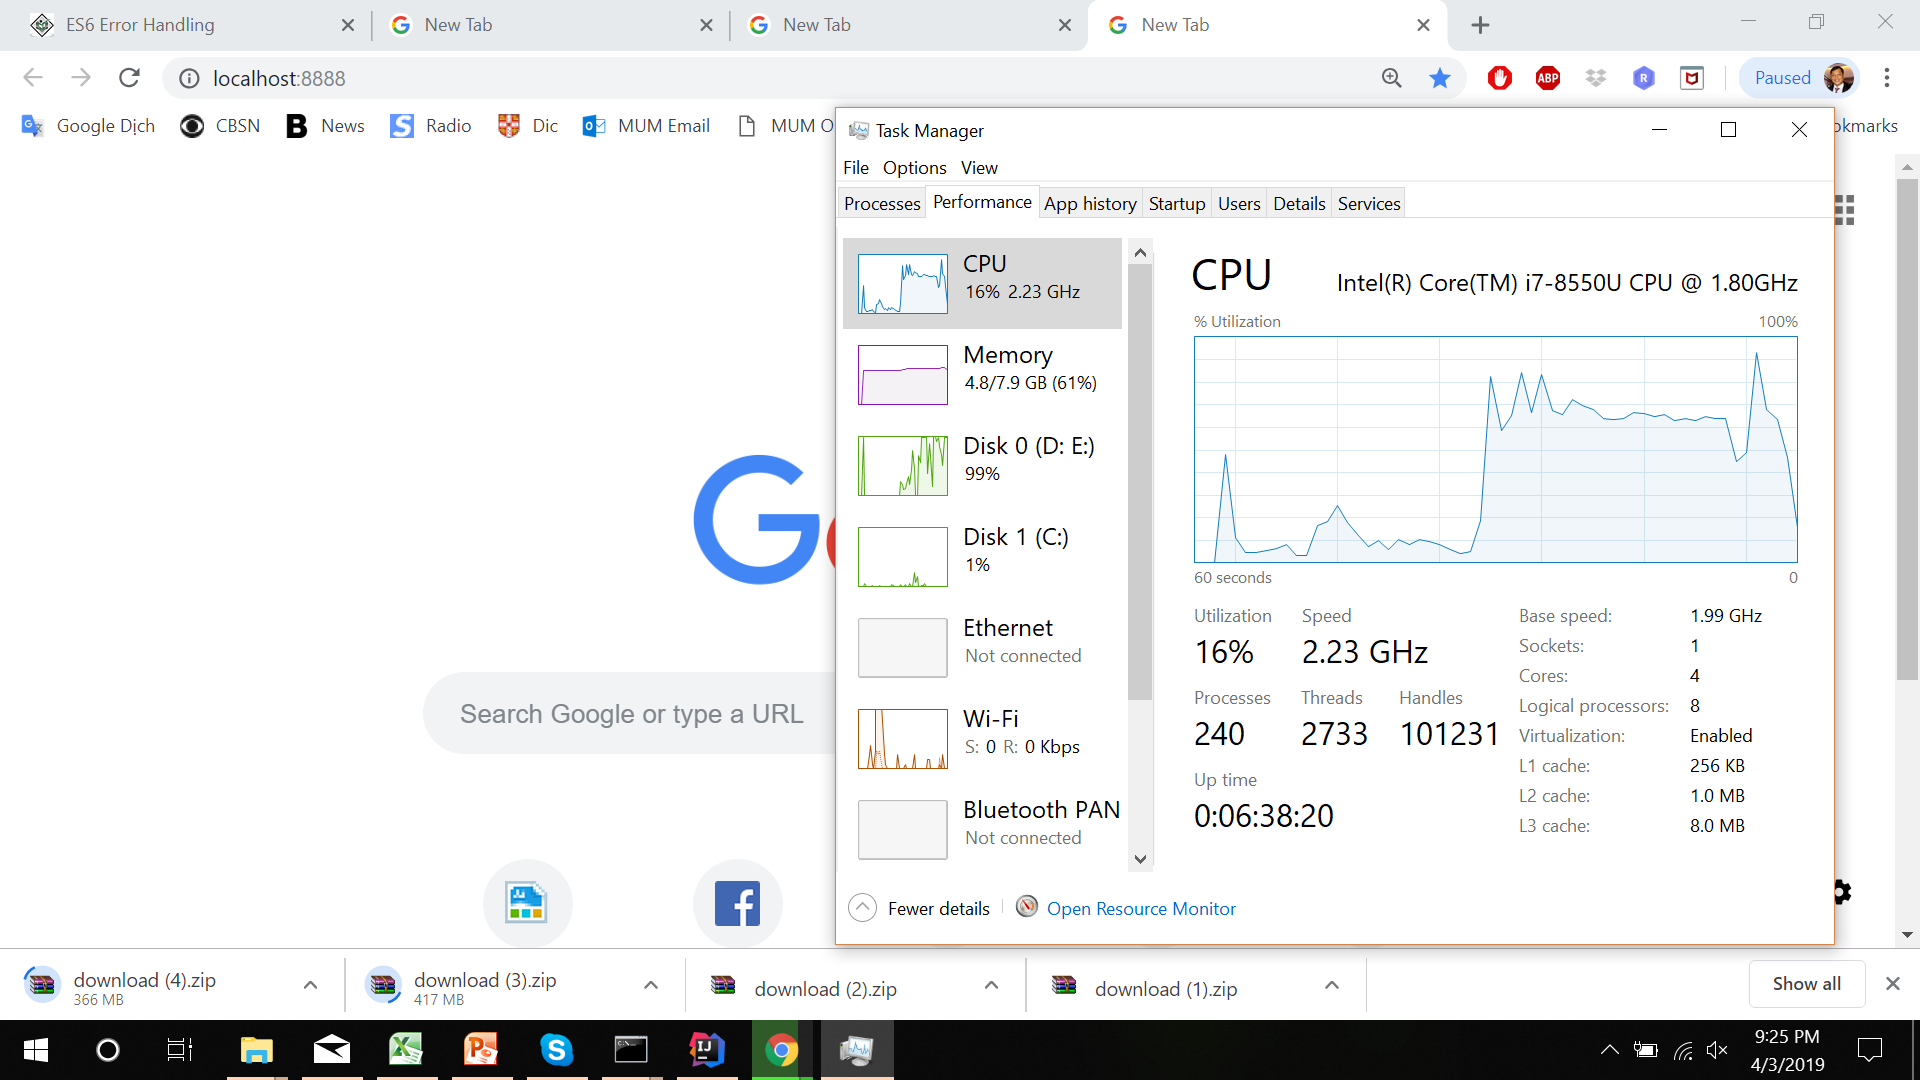 ES6 Error Handling
New Tab
New Tab
New Tab
localhost:8888
ABP
R
Paused
Google Dịch
CBSN
B
News
S
Radio
Dic
MUM Email
MUM O
okmarks
Task Manager
File Options View
Processes Performance App history Startup Users Details Services
CPU
16% 2.23 GHz
Memory
4.8/7.9 GB (61%)
Disk 0 (D: E:)
99%
Disk 1 (C:)
1%
Ethernet
Not connected
Wi-Fi
S: 0 R: 0 Kbps
Bluetooth PAN
Not connected
CPU
Intel(R) Core(TM) i7-8550U CPU @ 1.80GHz
% Utilization
100%
60 seconds
0
Utilization
16%
Speed
2.23 GHz
Processes
240
Threads
2733
Handles
101231
Up time
0:06:38:20
Base speed: 1.99 GHz
Sockets: 1
Cores: 4
Logical processors: 8
Virtualization: Enabled
L1 cache: 256 KB
L2 cache: 1.0 MB
L3 cache: 8.0 MB
Fewer details
Open Resource Monitor
G
Search Google or type a URL
download (4).zip
366 MB
download (3).zip
417 MB
download (2).zip
download (1).zip
Show all
9:25 PM
4/3/2019